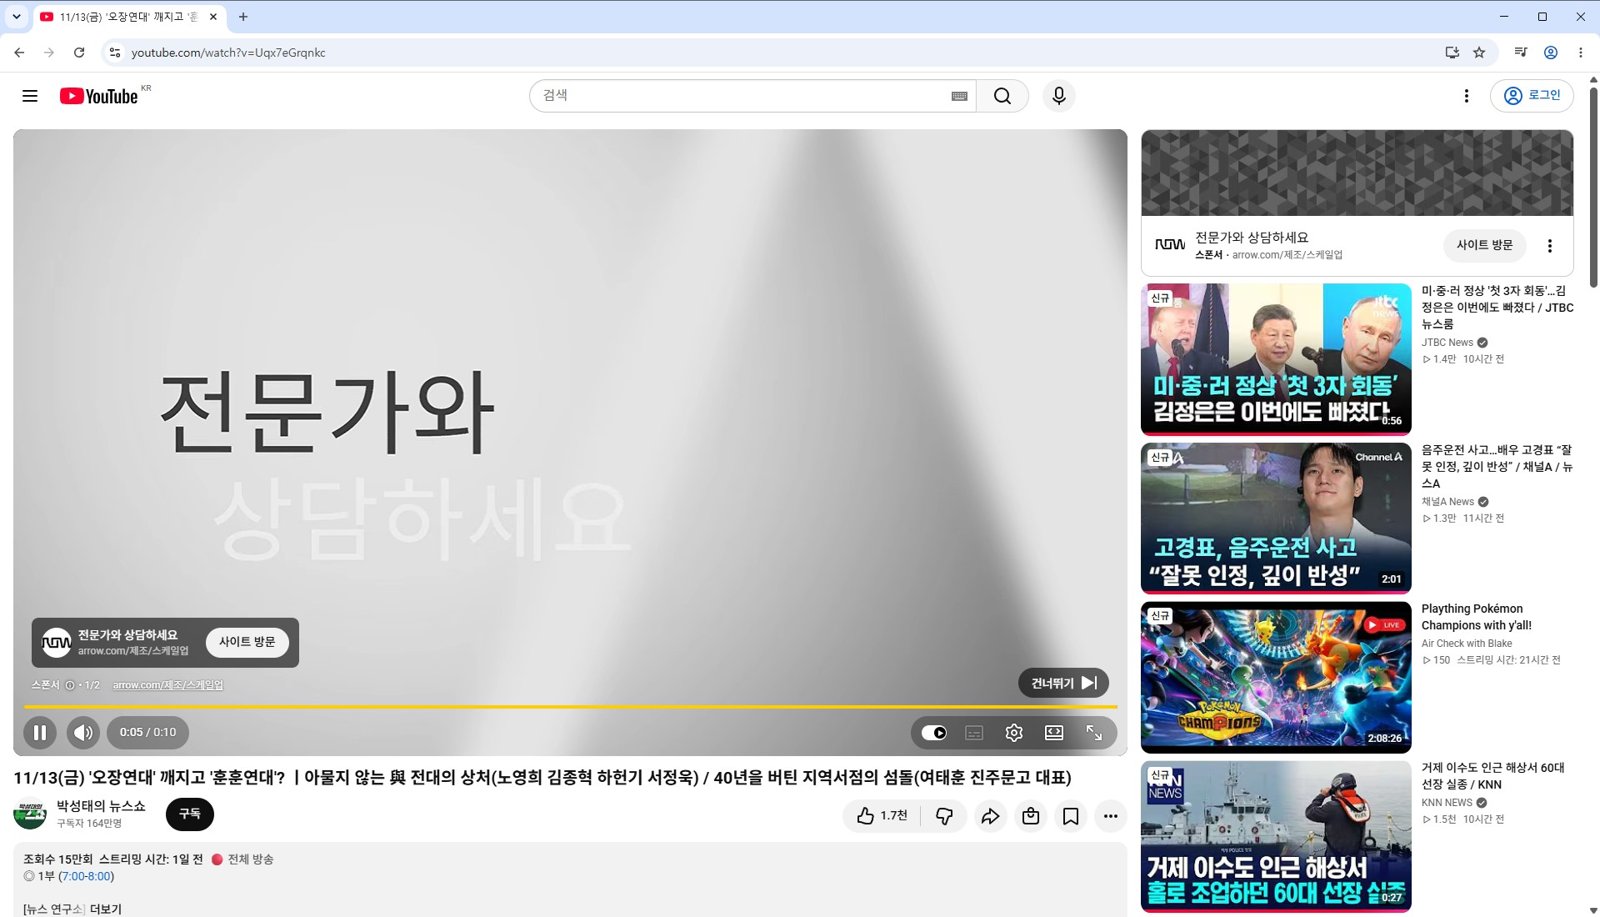 11/13(금) '오장연대' 깨지고 '훈
youtube.com/watch?v=Uqx7eGrqnkc
YouTube KR
검색
로그인
전문가와
상담하세요
전문가와 상담하세요
arrow.com/제조/스케일업
사이트 방문
스폰서 · 1/2 arrow.com/제조/스케일업
건너뛰기
0:05 / 0:10
11/13(금) '오장연대' 깨지고 '훈훈연대'? ㅣ아물지 않는 與 전대의 상처(노영희 김종혁 하헌기 서정욱) / 40년을 버틴 지역서점의 섬돌(여태훈 진주문고 대표)
박성태의 뉴스쇼
구독자 164만명
구독
1.7천
조회수 15만회 스트리밍 시간: 1일 전 🔴 전체 방송
◎ 1부 (7:00-8:00)
[뉴스 연구소] 더보기
전문가와 상담하세요
스폰서 · arrow.com/제조/스케일업
사이트 방문
신규
jtbc
news
미·중·러 정상 '첫 3자 회동'
김정은은 이번에도 빠졌다
0:56
미·중·러 정상 '첫 3자 회동'...김
정은은 이번에도 빠졌다 / JTBC
뉴스룸
JTBC News
1.4만 10시간 전
신규
Channel A
고경표, 음주운전 사고
“잘못 인정, 깊이 반성”
2:01
음주운전 사고…배우 고경표 “잘
못 인정, 깊이 반성” / 채널A / 뉴
스A
채널A News
1.3만 11시간 전
신규
LIVE
POKÉMON
CHAMPIONS
2:08:26
Plaything Pokémon
Champions with y'all!
Air Check with Blake
150 스트리밍 시간: 21시간 전
신규
KNN
NEWS
거제 이수도 인근 해상서
홀로 조업하던 60대 선장 실종
0:27
거제 이수도 인근 해상서 60대
선장 실종 / KNN
KNN NEWS
1.5천 10시간 전